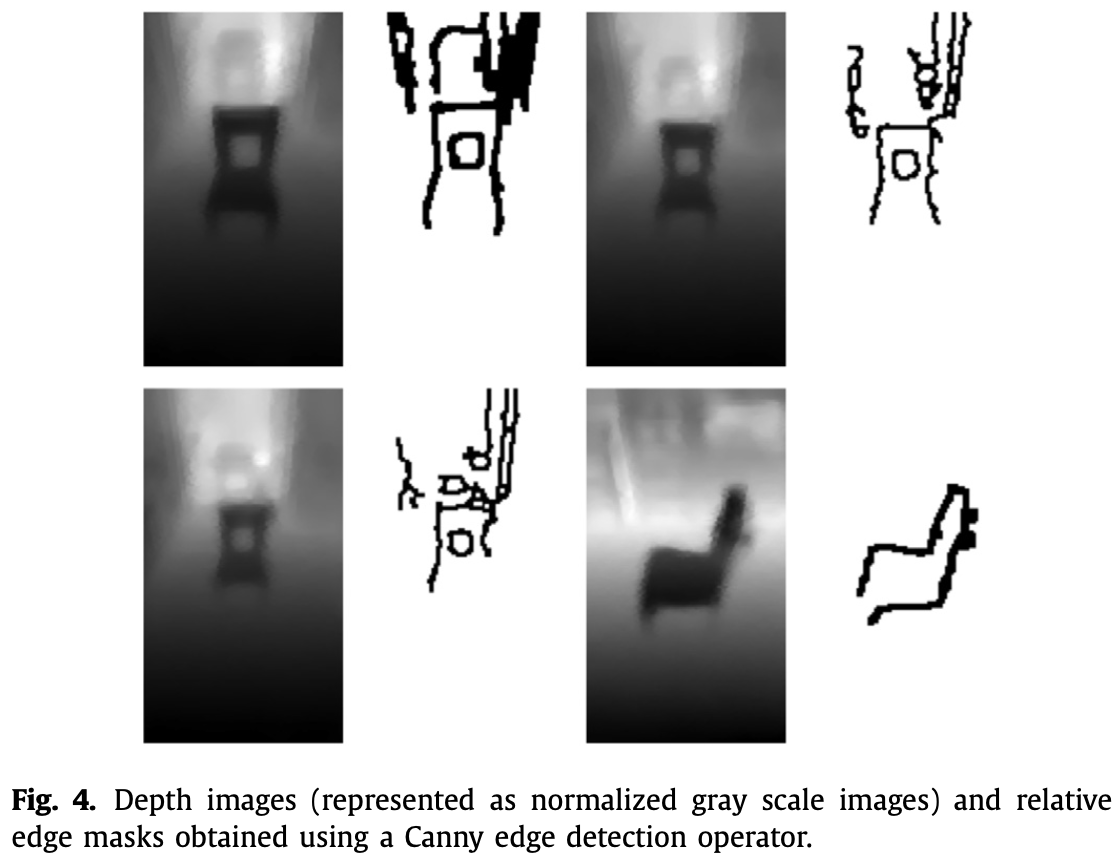 Fig. 4. Depth images (represented as normalized gray scale images) and relative
edge masks obtained using a Canny edge detection operator.